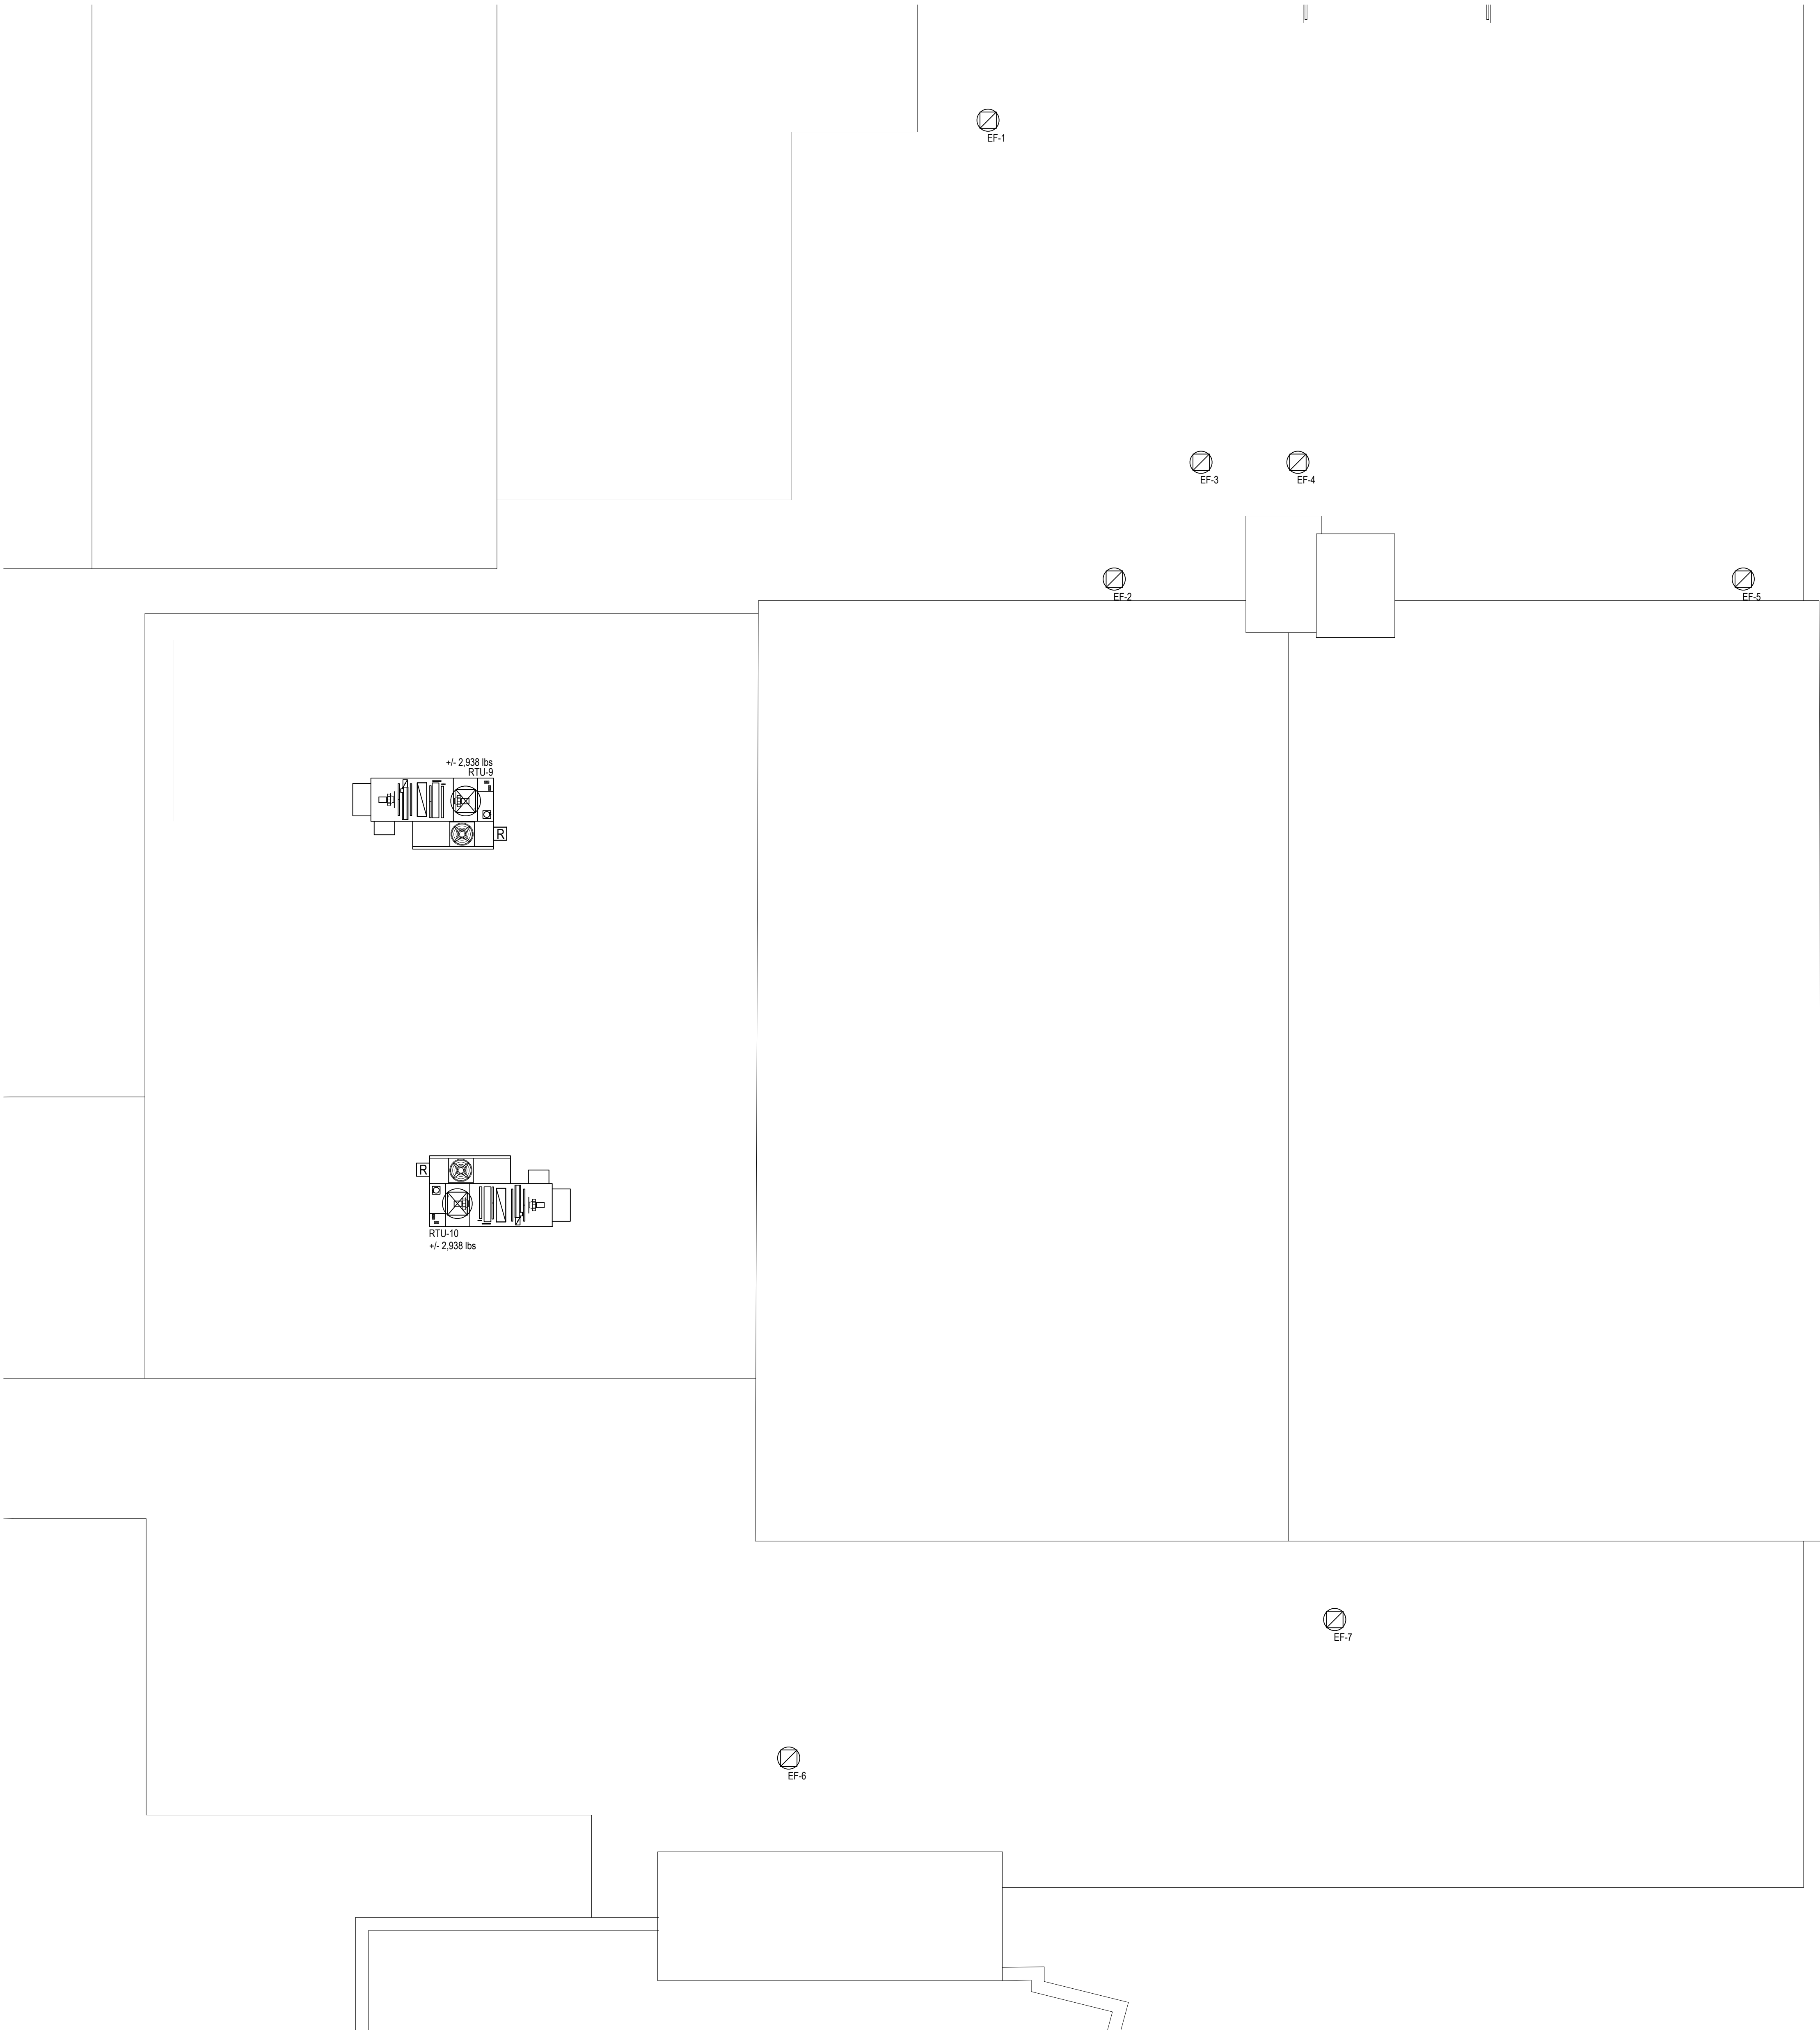 EF-1
EF-3
EF-4
EF-2
EF-5
+/- 2,938 lbs
RTU-9
R
R
RTU-10
+/- 2,938 lbs
EF-7
EF-6